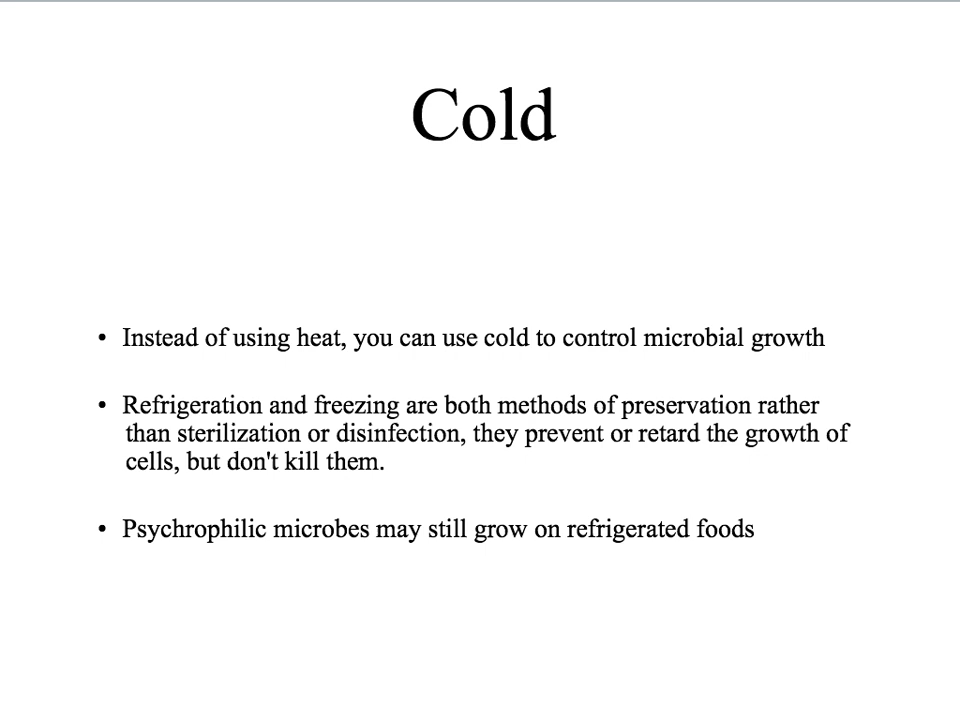 Cold
• Instead of using heat, you can use cold to control microbial growth
• Refrigeration and freezing are both methods of preservation rather
than sterilization or disinfection, they prevent or retard the growth of
cells, but don't kill them.
• Psychrophilic microbes may still grow on refrigerated foods